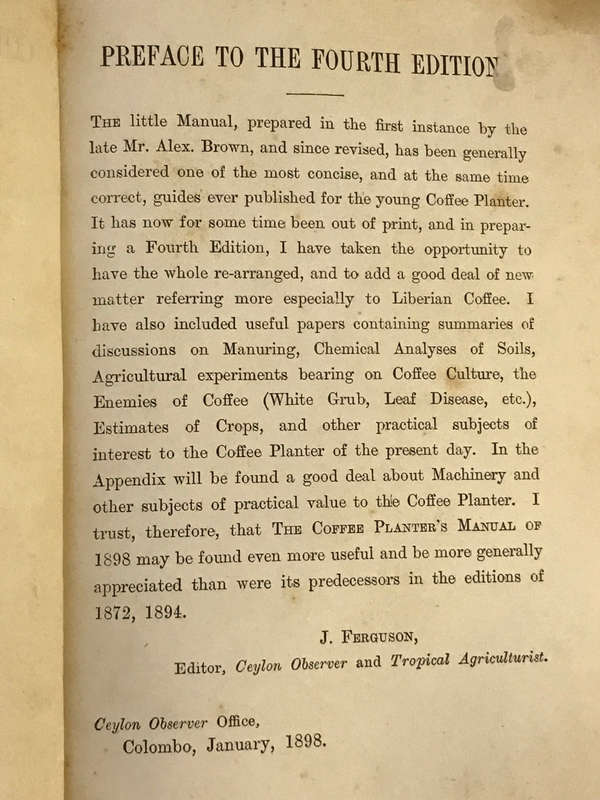 PREFACE TO THE FOURTH EDITION
THE little Manual, prepared in the first instance by the
late Mr. Alex. Brown, and since revised, has been generally
considered one of the most concise, and at the same time
correct, guides ever published for the young Coffee Planter.
It has now for some time been out of print, and in prepar-
ing a Fourth Edition, I have taken the opportunity to
have the whole re-arranged, and to add a good deal of new
matter referring more especially to Liberian Coffee. I
have also included useful papers containing summaries of
discussions on Manuring, Chemical Analyses of Soils,
Agricultural experiments bearing on Coffee Culture, the
Enemies of Coffee (White Grub, Leaf Disease, etc.),
Estimates of Crops, and other practical subjects of
interest to the Coffee Planter of the present day. In the
Appendix will be found a good deal about Machinery and
other subjects of practical value to the Coffee Planter. I
trust, therefore, that THE COFFEE PLANTER'S MANUAL OF
1898 may be found even more useful and be more generally
appreciated than were its predecessors in the editions of
1872, 1894.
J. FERGUSON,
Editor, Ceylon Observer and Tropical Agriculturist.
Ceylon Observer Office,
Colombo, January, 1898.